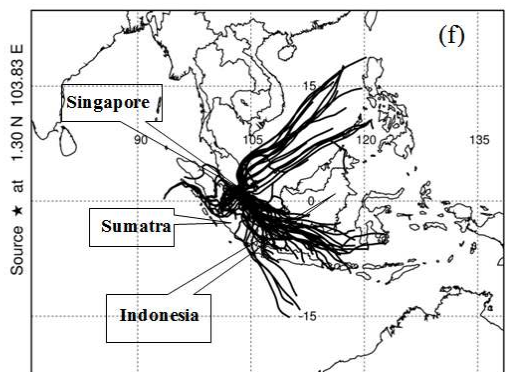 (f)
15
Singapore
90
105
120
135
0
Sumatra
Indonesia
-15
Source ★ at 1.30 N 103.83 E